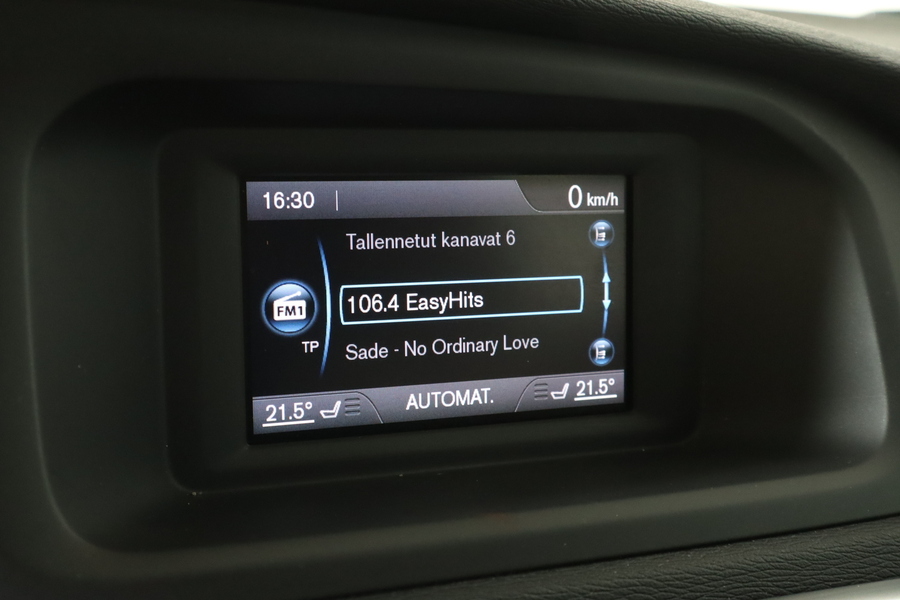 16:30
0 km/h
Tallennetut kanavat 6
FM1
106.4 EasyHits
TP
Sade - No Ordinary Love
21.5°
AUTOMAT.
21.5°